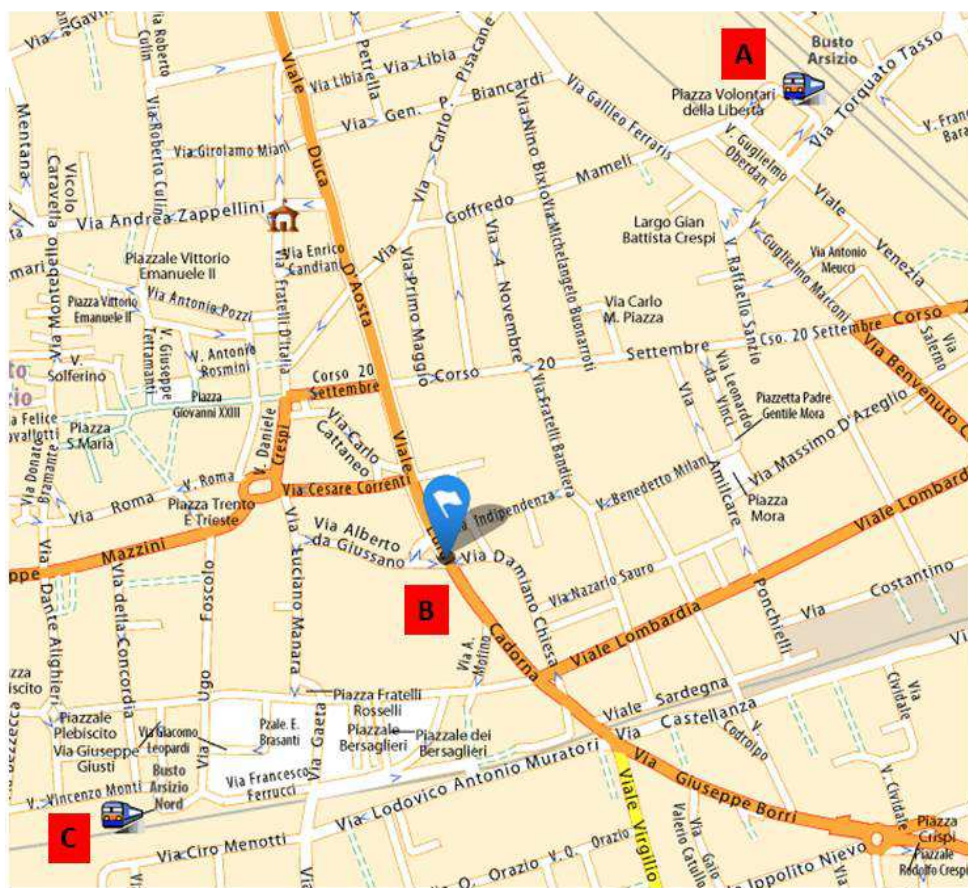 Via Gavin
Via Roberto
Culin
Viale
Petrella
Via Libia
Via Libia
Via Gen. P. Biancardi
Via Carlo Pisacane
A
Busto
Arsizio
Piazza Volontari
della Libertà
Via Torquato Tasso
V. Franc
Bara
Mentana
Vicolo
Caravella
Via Roberto Culina
Via Girolamo Miani
Duca
Via Galileo Ferraris
Via Nino Bixio
V. Guglielmo
Oberdan
Via Andrea Zappellini
Goffredo Mameli
Largo Gian
Battista Crespi
Viale Venezia
Piazzale Vittorio
Emanuele II
Via Enrico
Candiani
Via Michelangelo Buonarroti
V. Guglielmo Marconi
Via Antonio
Meucci
Piazza Vittorio
Emanuele II
Via Antonio Pozzi
Via Fratelli D'Italia
D'Aosta
Via Primo Maggio
Via 4 Novembre
Via Carlo
M. Piazza
V. Raffaello Sanzio
V. Giuseppe
Tettamanti
V. Antonio
Rosmini
V.
Solferino
Corso 20
Settembre
Corso 20 Settembre
Cso. 20 Settembre
Corso
Via
Salerno
Via Benvenuto C
Piazza
Giovanni XXIII
Piazza
S.Maria
V. Daniele
Crespi
Via Carlo
Cattaneo
Viale
Via Fratelli Bandiera
Via Leonardo
da Vinci
Piazzetta Padre
Gentile Mora
Via Massimo D'Azeglio
Via Donato
Bramante
V. Roma
Via Roma
Via Cesare Correnti
Indipendenza
V. Benedetto Milani
Via Amilcare Ponchielli
Piazza
Mora
Piazza Trento
E Trieste
Mazzini
Via Alberto
da Giussano
Via Damiano Chiesa
Viale Lombard
Via Dante Alighieri
Via della Concordia
Via Ugo Foscolo
Via Luciano Manara
B
Cadorna
Via Nazario Sauro
Viale Lombardia
Via Costantino
Via A.
Piazza Fratelli
Rosselli
Viale Sardegna
Via
Cividale
Piazzale
Plebiscito
Via Giacomo
Leopardi
Pzale. E.
Brasanti
Via Gaeta
Piazzale
Bersaglieri
Piazza dei
Bersaglieri
Via Castellanza
Via Giuseppe
Giusti
Busto
Arsizio
Nord
Via Francesco
Ferrucci
V. Vincenzo Monti
Via Lodovico Antonio Muratori
Via Giuseppe Borri
V. Cividale
C
Via Ciro Menotti
Viale Virgilio
Via
Valerio Catullo
Piazza
Crispi
Piazzale
Rodolfo Crespi
Q. Orazio
V. Q. Orazio
Ippolito Nievo